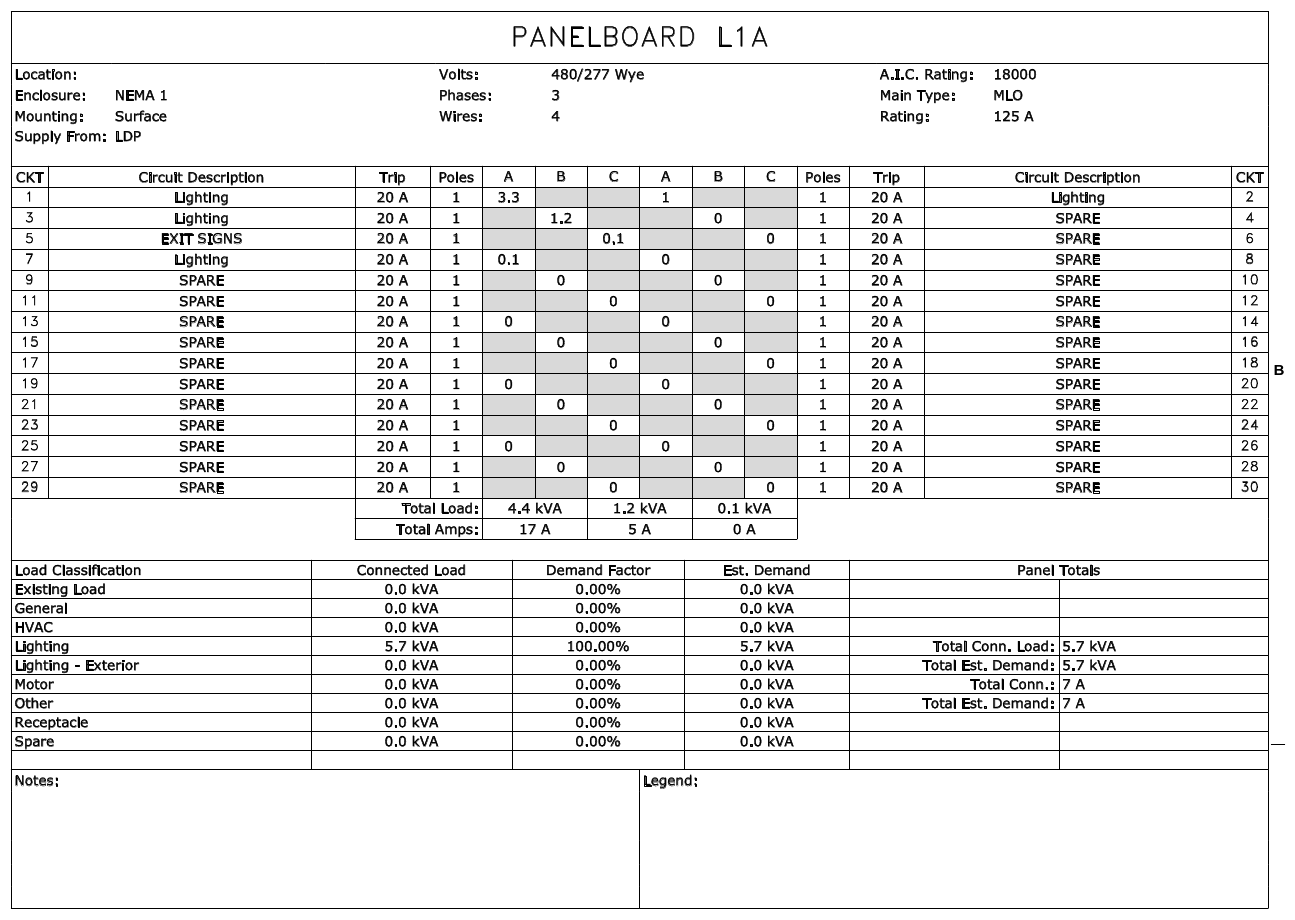 PANELBOARD L1A
Location: Volts: 480/277 Wye A.I.C. Rating: 18000
Enclosure: NEMA 1 Phases: 3 Main Type: MLO
Mounting: Surface Wires: 4 Rating: 125 A
Supply From: LDP
CKT Circuit Description Trip Poles A B C A B C Poles Trip Circuit Description CKT
1 Lighting 20 A 1 3.3 1 1 20 A Lighting 2
3 Lighting 20 A 1 1.2 0 1 20 A SPARE 4
5 EXIT SIGNS 20 A 1 0.1 0 1 20 A SPARE 6
7 Lighting 20 A 1 0.1 0 1 20 A SPARE 8
9 SPARE 20 A 1 0 0 1 20 A SPARE 10
11 SPARE 20 A 1 0 0 1 20 A SPARE 12
13 SPARE 20 A 1 0 0 1 20 A SPARE 14
15 SPARE 20 A 1 0 0 1 20 A SPARE 16
17 SPARE 20 A 1 0 0 1 20 A SPARE 18
B
19 SPARE 20 A 1 0 0 1 20 A SPARE 20
21 SPARE 20 A 1 0 0 1 20 A SPARE 22
23 SPARE 20 A 1 0 0 1 20 A SPARE 24
25 SPARE 20 A 1 0 0 1 20 A SPARE 26
27 SPARE 20 A 1 0 0 1 20 A SPARE 28
29 SPARE 20 A 1 0 0 1 20 A SPARE 30
Total Load: 4.4 kVA 1.2 kVA 0.1 kVA
Total Amps: 17 A 5 A 0 A
Load Classification Connected Load Demand Factor Est. Demand Panel Totals
Existing Load 0.0 kVA 0.00% 0.0 kVA
General 0.0 kVA 0.00% 0.0 kVA
HVAC 0.0 kVA 0.00% 0.0 kVA
Lighting 5.7 kVA 100.00% 5.7 kVA Total Conn. Load: 5.7 kVA
Lighting - Exterior 0.0 kVA 0.00% 0.0 kVA Total Est. Demand: 5.7 kVA
Motor 0.0 kVA 0.00% 0.0 kVA Total Conn.: 7 A
Other 0.0 kVA 0.00% 0.0 kVA Total Est. Demand: 7 A
Receptacle 0.0 kVA 0.00% 0.0 kVA
Spare 0.0 kVA 0.00% 0.0 kVA
Notes: Legend: